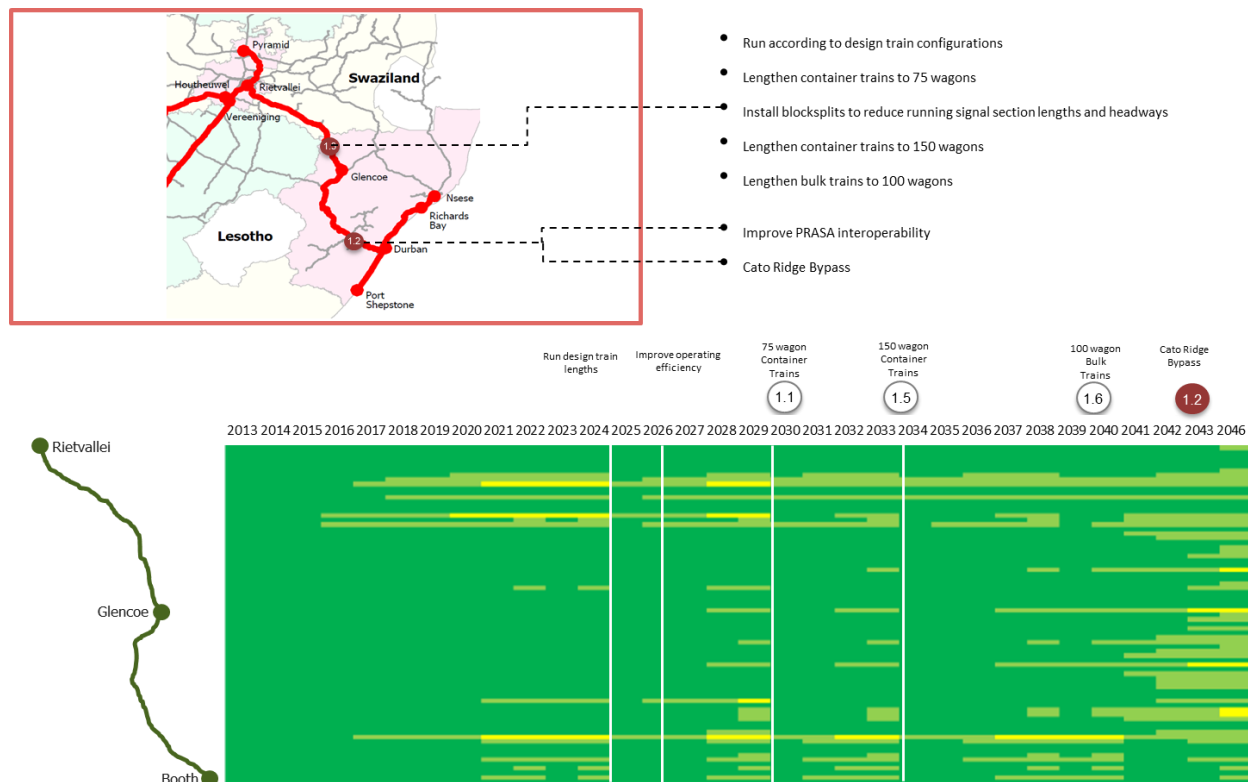 Pyramid
Swaziland
Houtheuwel
Rietvallei
Vereeniging
1.5
Glencoe
Nsese
Richards
Bay
Lesotho
1.2
Durban
Port
Shepstone
Run according to design train configurations
Lengthen container trains to 75 wagons
Install blocksplits to reduce running signal section lengths and headways
Lengthen container trains to 150 wagons
Lengthen bulk trains to 100 wagons
Improve PRASA interoperability
Cato Ridge Bypass
Run design train
lengths
Improve operating
efficiency
75 wagon
Container
Trains
1.1
150 wagon
Container
Trains
1.5
100 wagon
Bulk
Trains
1.6
Cato Ridge
Bypass
1.2
2013 2014 2015 2016 2017 2018 2019 2020 2021 2022 2023 2024 2025 2026 2027 2028 2029 2030 2031 2032 2033 2034 2035 2036 2037 2038 2039 2040 2041 2042 2043 2046
Rietvallei
Glencoe
Booth